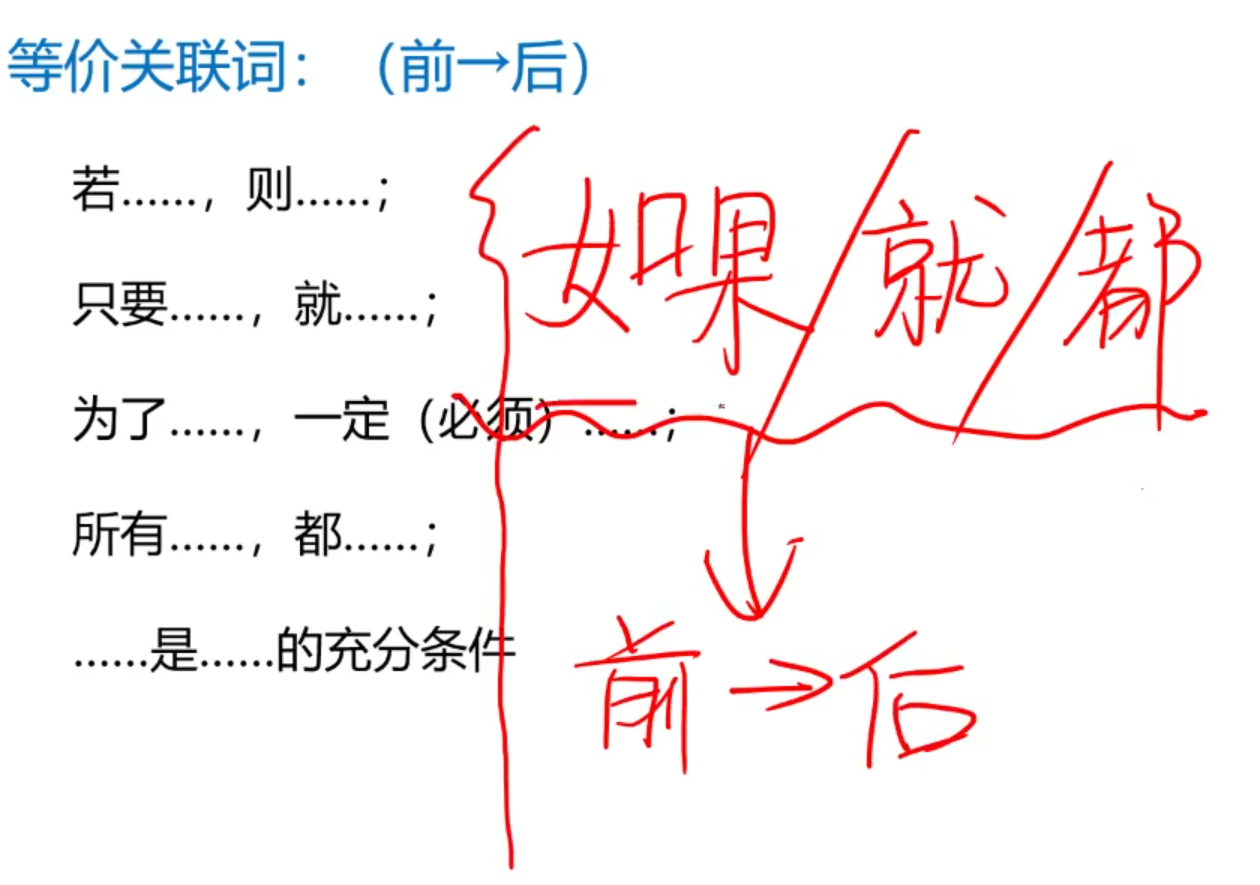 等价关联词：（前→后）
若……，则……；
只要……，就……；
为了……，一定（必须）……；
所有……，都……；
……是……的充分条件
如果/就/都
前→后